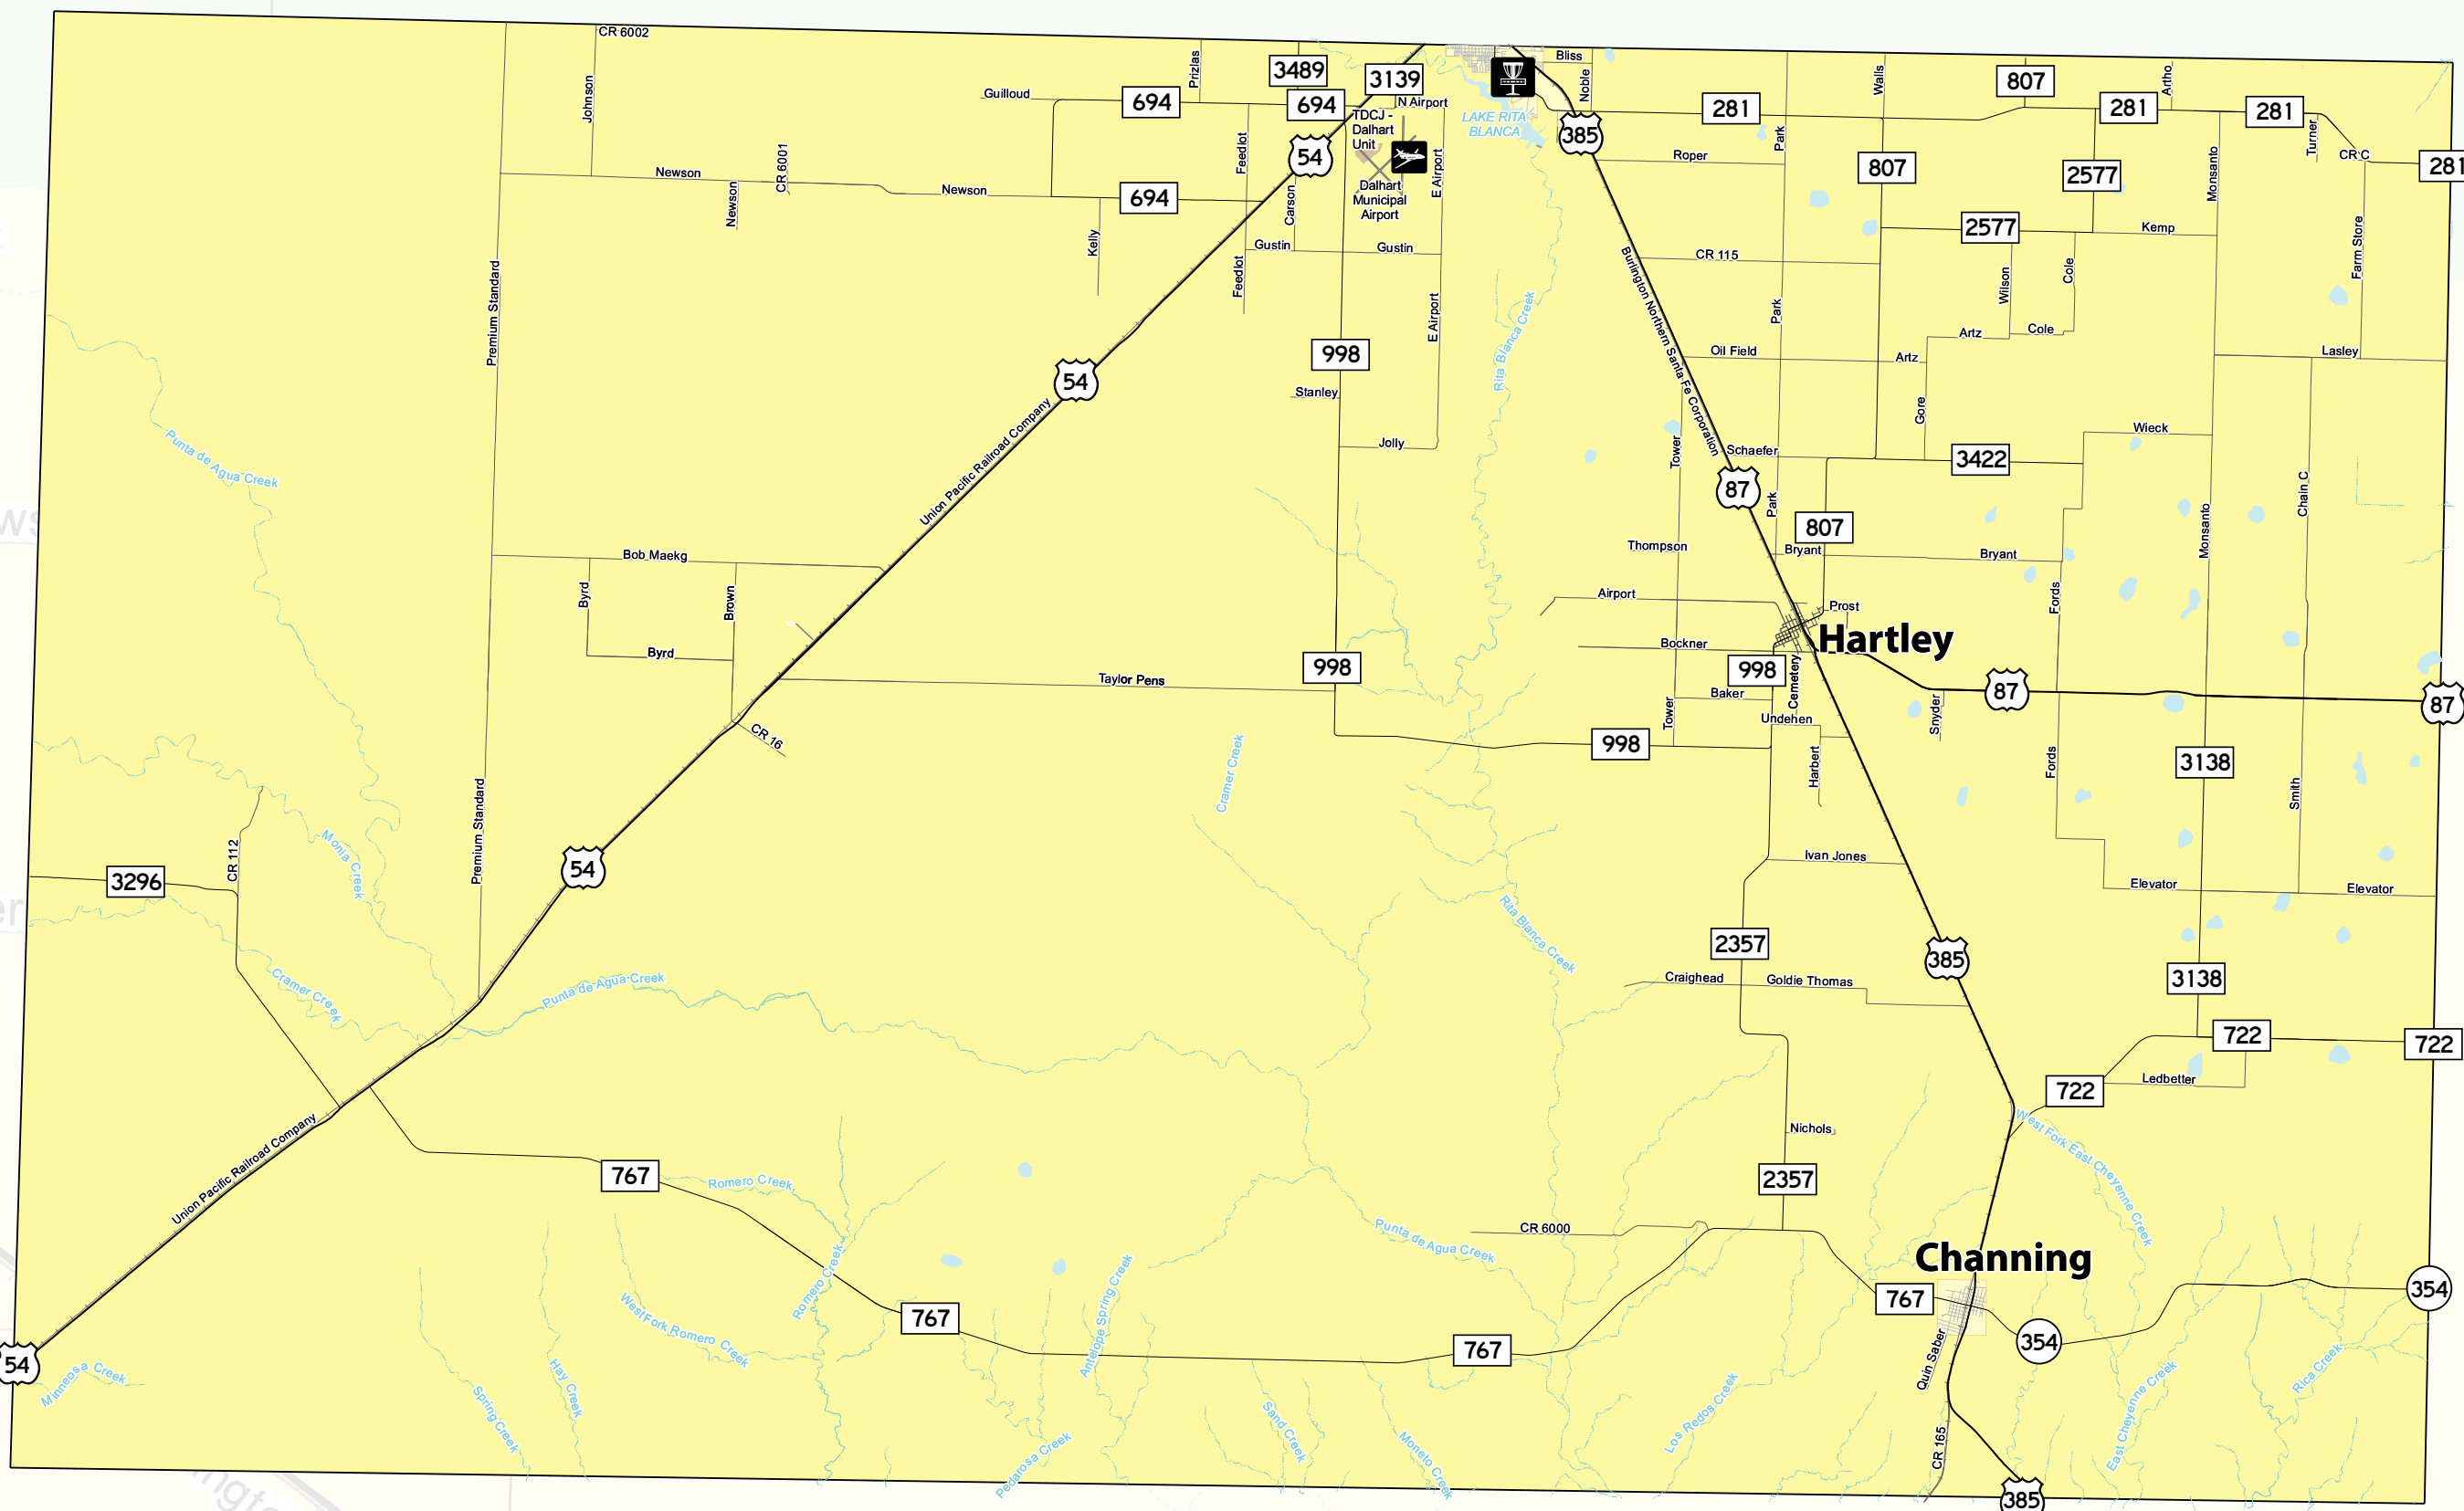 CR 6002
Johnson
Prizlas
3489
3139
Bliss
Noble
Walls
807
Artho
Guilloud
694
694
N Airport
281
281
281
TDCJ -
Dalhart
Unit
LAKE RITA
BLANCA
385
Park
Turner
CR C
281
Feedlot
54
E Airport
Roper
807
2577
Monsanto
CR 6001
Newson
Newson
Newson
694
Carson
Dalhart
Municipal
Airport
Kelly
Gustin
Gustin
2577
Kemp
Farm Store
Feedlot
CR 115
Wilson
Cole
Premium Standard
E Airport
Rita Blanca Creek
Burlington Northern Santa Fe Corporation
Park
Artz
Cole
998
Oil Field
Artz
Lasley
54
Stanley
Gore
Punta de Agua Creek
Union Pacific Railroad Company
Jolly
Tower
Schaefer
3422
Wieck
87
Park
Chain C
807
Monsanto
Bob Maekg
Thompson
Bryant
Bryant
Byrd
Brown
Airport
Prost
Fords
Byrd
Bockner
Hartley
998
998
Cemetery
Taylor Pens
Baker
87
87
Tower
Undehen
Snyder
CR 16
998
Harbert
Fords
3138
Smith
Cramer Creek
Premium Standard
Monia Creek
CR 112
3296
54
Ivan Jones
Elevator
Elevator
Rita Blanca Creek
2357
385
Cramer Creek
Punta de Agua Creek
Craighead
Goldie Thomas
3138
722
722
722
Ledbetter
Union Pacific Railroad Company
Nichols
West Fork East Cheyenne Creek
767
Romero Creek
2357
Punta de Agua Creek
CR 6000
Channing
Romero Creek
Antelope Spring Creek
354
767
West Fork Romero Creek
767
767
354
54
Minneosa Creek
Quin Saber
Spring Creek
Hay Creek
Rica Creek
Sand Creek
Los Redos Creek
East Cheyenne Creek
Pedarosa Creek
Moneto Creek
CR 165
385